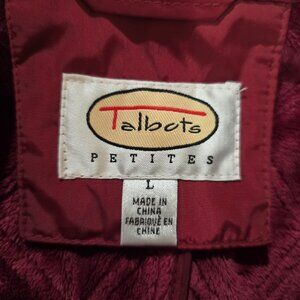 Talbots
PETITES
L
MADE IN
CHINA
FABRIQUÉ EN
CHINE